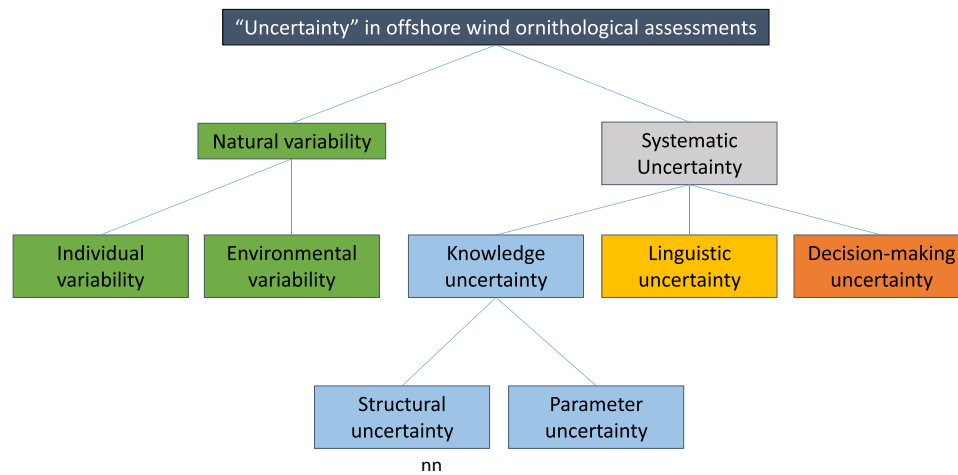 “Uncertainty” in offshore wind ornithological assessments
Natural variability
Systematic
Uncertainty
Individual
variability
Environmental
variability
Knowledge
uncertainty
Linguistic
uncertainty
Decision-making
uncertainty
Structural
uncertainty
Parameter
uncertainty
nn